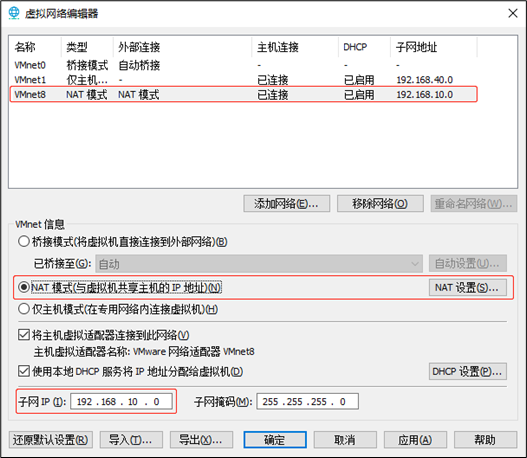 虚拟网络编辑器
名称 类型 外部连接 主机连接 DHCP 子网地址
VMnet0 桥接模式 自动桥接 - - -
VMnet1 仅主机... - 已连接 已启用 192.168.40.0
VMnet8 NAT 模式 NAT 模式 已连接 已启用 192.168.10.0
添加网络(E)... 移除网络(O) 重命名网络(W)...
VMnet 信息
桥接模式(将虚拟机直接连接到外部网络)(B)
已桥接至(G): 自动 自动设置(U)...
NAT 模式(与虚拟机共享主机的 IP 地址)(N) NAT 设置(S)...
仅主机模式(在专用网络内连接虚拟机)(H)
将主机虚拟适配器连接到此网络(V)
主机虚拟适配器名称: VMware 网络适配器 VMnet8
使用本地 DHCP 服务将 IP 地址分配给虚拟机(D) DHCP 设置(P)...
子网 IP (I): 192 . 168 . 10 . 0 子网掩码(M): 255 . 255 . 255 . 0
还原默认设置(R) 导入(T)... 导出(X)... 确定 取消 应用(A) 帮助